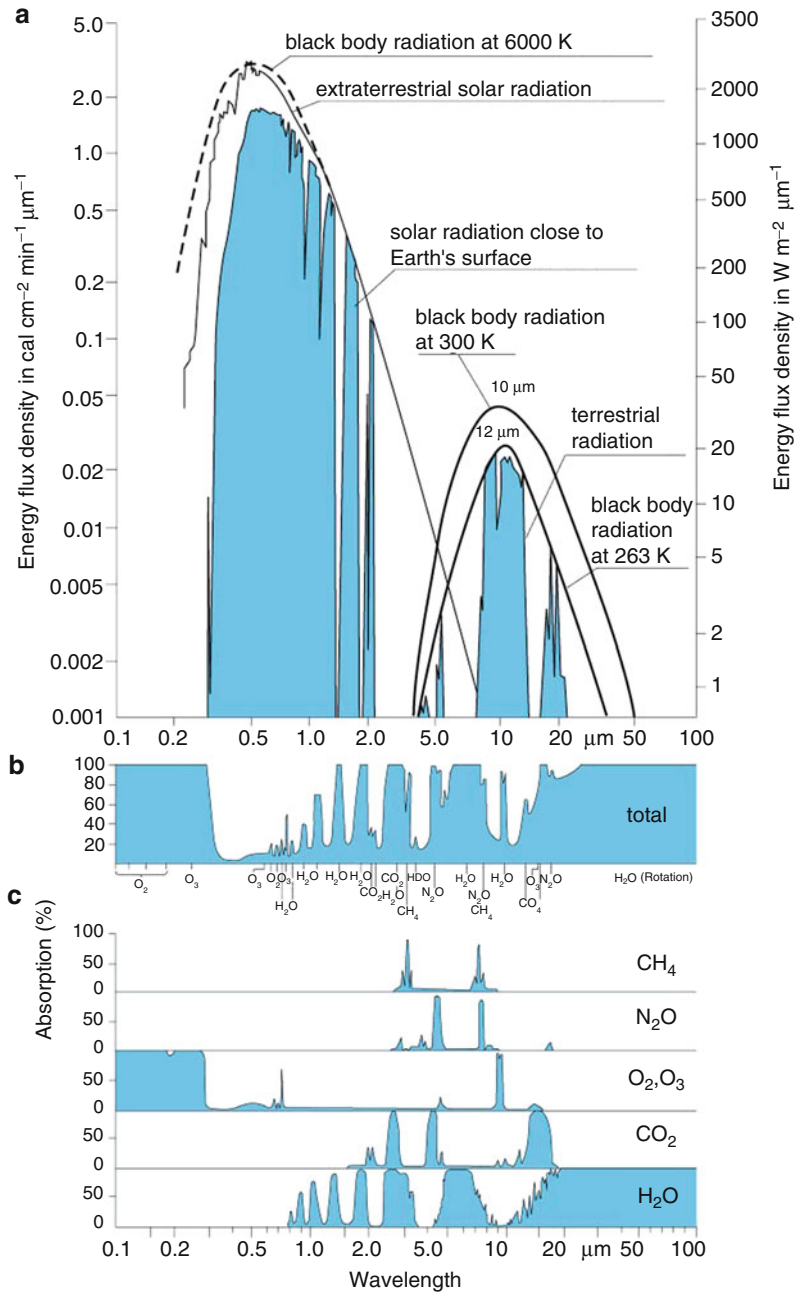 a
5.0
2.0
1.0
0.5
0.2
0.1
0.05
0.02
0.01
0.005
0.002
0.001
Energy flux density in cal cm⁻² min⁻¹ μm⁻¹
3500
2000
1000
500
200
100
50
20
10
5
2
1
Energy flux density in W m⁻² μm⁻¹
black body radiation at 6000 K
extraterrestrial solar radiation
solar radiation close to
Earth's surface
black body radiation
at 300 K
10 μm
12 μm
terrestrial
radiation
black body
radiation
at 263 K
0.1 0.2 0.5 1.0 2.0 5.0 10 20 μm 50 100
b
100
80
60
40
20
total
O₂ O₃ O₃ O₂ O₃ H₂O H₂O H₂O CO₂ HDO H₂O H₂O O₃ N₂O H₂O (Rotation)
H₂O CO₂ H₂O N₂O N₂O CO₄
CH₄ CH₄
c
Absorption (%)
100
50
0
CH₄
50
0
N₂O
50
0
O₂,O₃
50
0
CO₂
50
0
H₂O
0.1 0.2 0.5 1.0 2.0 5.0 10 20 μm 50 100
Wavelength